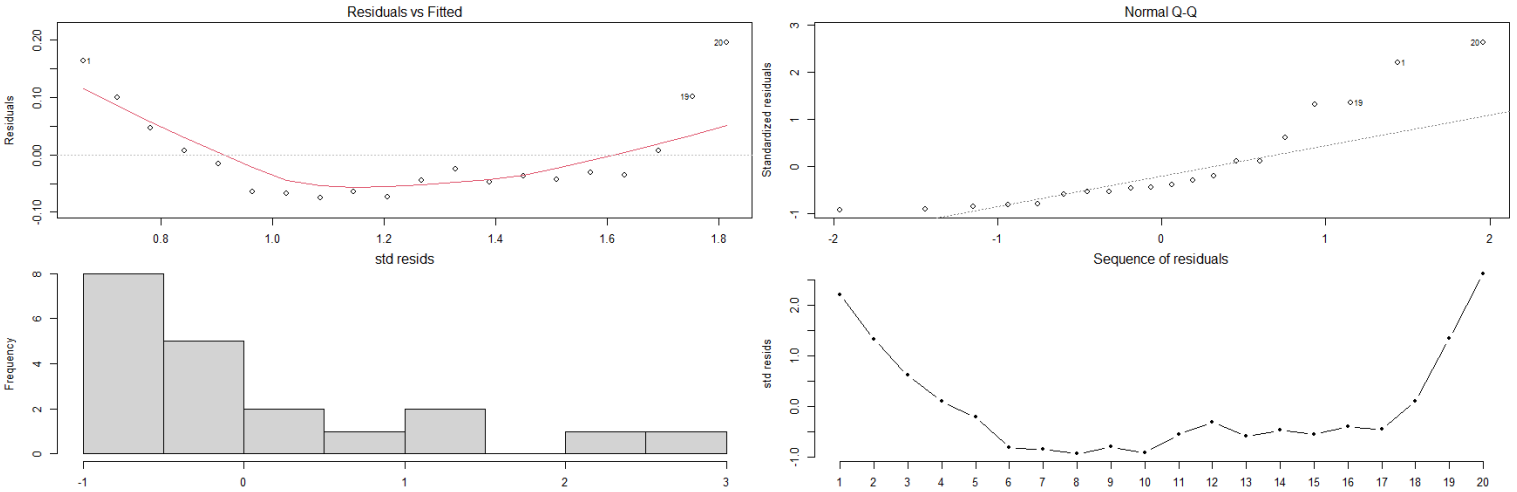 Residuals vs Fitted
Residuals
0.20
0.10
0.00
-0.10
1
20
19
0.8 1.0 1.2 1.4 1.6 1.8
Normal Q-Q
Standardized residuals
3
2
1
0
-1
20
1
19
-2 -1 0 1 2
std resids
Frequency
8
6
4
2
0
-1 0 1 2 3
Sequence of residuals
std resids
2.0
1.0
0.0
-1.0
1 2 3 4 5 6 7 8 9 10 11 12 13 14 15 16 17 18 19 20